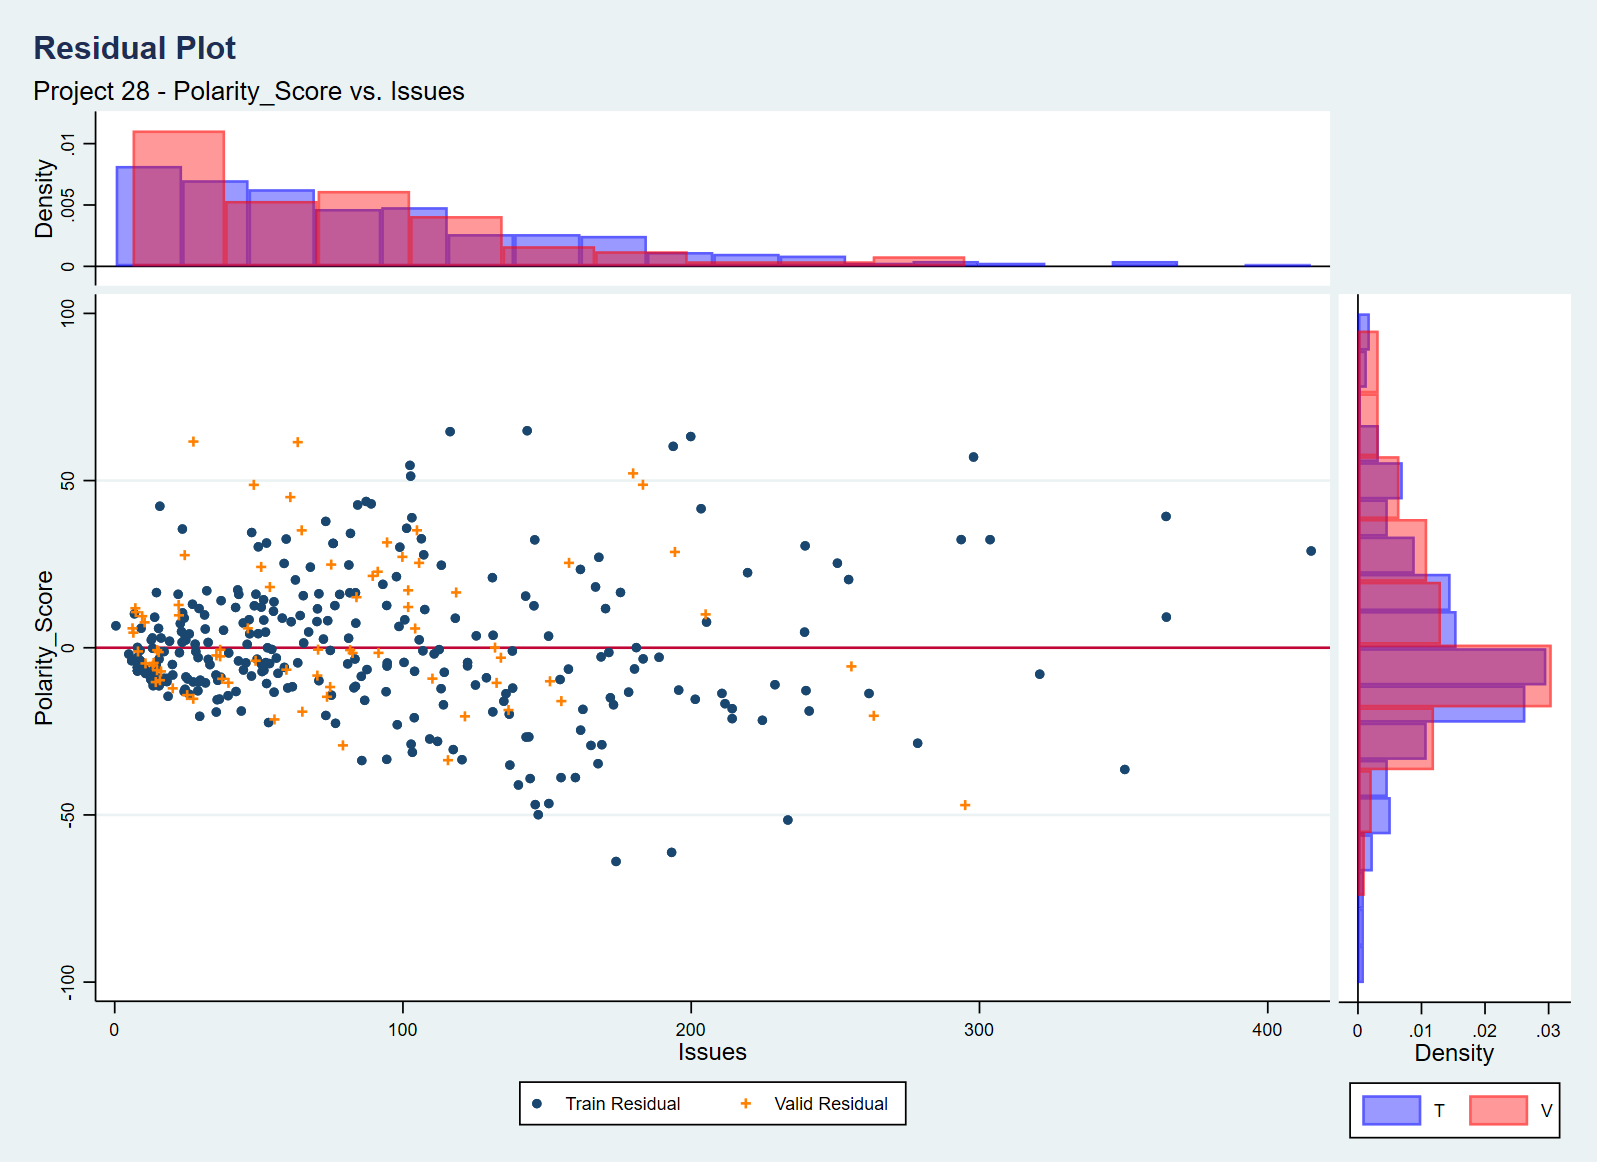 Residual Plot
Project 28 - Polarity_Score vs. Issues
Density
.01
.005
0
Polarity_Score
100
50
0
-50
-100
0 100 200 300 400
Issues
0 .01 .02 .03
Density
Train Residual Valid Residual
T V